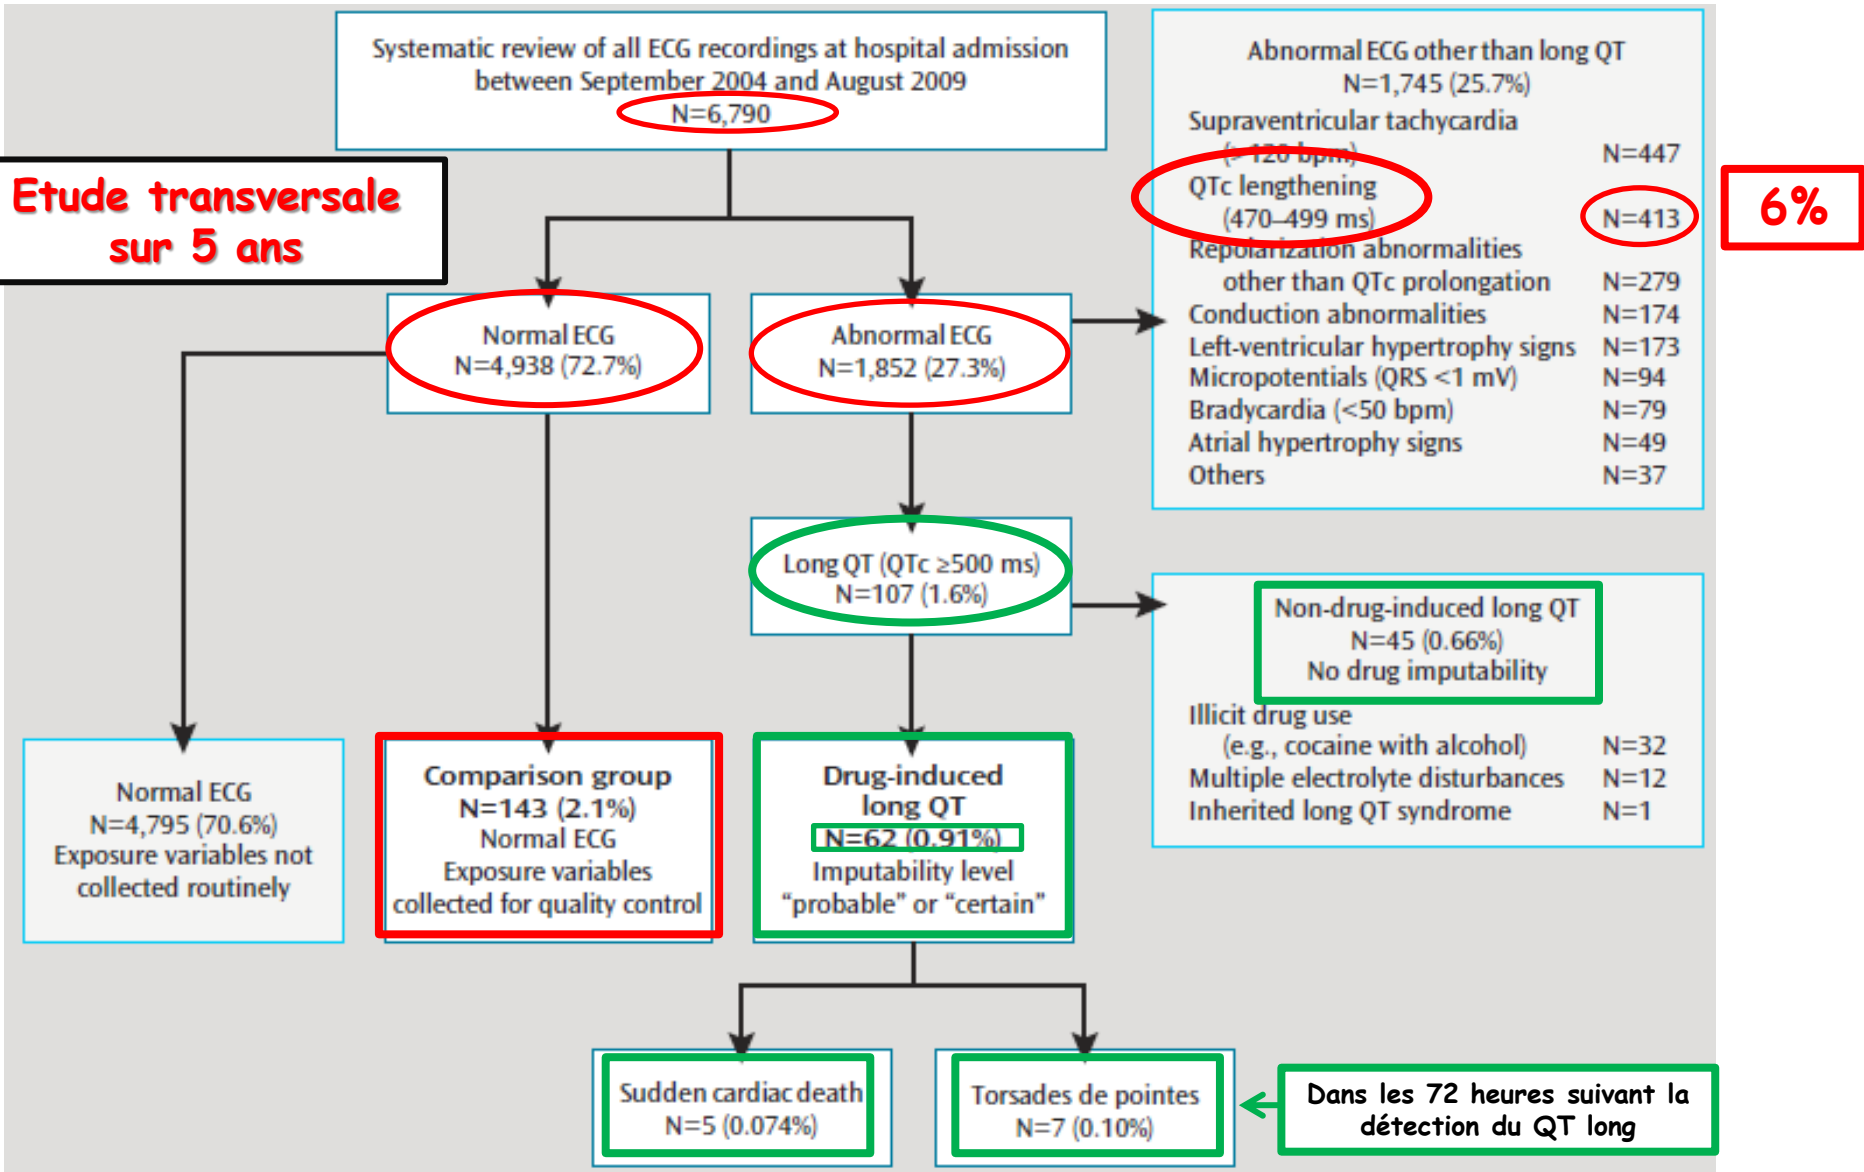 Systematic review of all ECG recordings at hospital admission
between September 2004 and August 2009
N=6,790
Etude transversale
sur 5 ans
Abnormal ECG other than long QT
N=1,745 (25.7%)
Supraventricular tachycardia
(>120 bpm) N=447
QTc lengthening
(470–499 ms) N=413
Repolarization abnormalities
other than QTc prolongation N=279
Conduction abnormalities N=174
Left-ventricular hypertrophy signs N=173
Micropotentials (QRS <1 mV) N=94
Bradycardia (<50 bpm) N=79
Atrial hypertrophy signs N=49
Others N=37
6%
Normal ECG
N=4,938 (72.7%)
Abnormal ECG
N=1,852 (27.3%)
Long QT (QTc ≥500 ms)
N=107 (1.6%)
Non-drug-induced long QT
N=45 (0.66%)
No drug imputability
Illicit drug use
(e.g., cocaine with alcohol) N=32
Multiple electrolyte disturbances N=12
Inherited long QT syndrome N=1
Normal ECG
N=4,795 (70.6%)
Exposure variables not
collected routinely
Comparison group
N=143 (2.1%)
Normal ECG
Exposure variables
collected for quality control
Drug-induced
long QT
N=62 (0.91%)
Imputability level
“probable” or “certain”
Sudden cardiac death
N=5 (0.074%)
Torsades de pointes
N=7 (0.10%)
Dans les 72 heures suivant la
détection du QT long